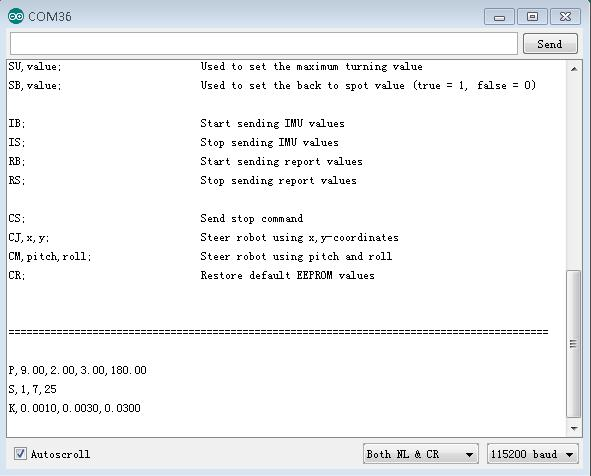 COM36
Send
SU,value; Used to set the maximum turning value
SB,value; Used to set the back to spot value (true = 1, false = 0)
IB; Start sending IMU values
IS; Stop sending IMU values
RB; Start sending report values
RS; Stop sending report values
CS; Send stop command
CJ,x,y; Steer robot using x,y-coordinates
CM,pitch,roll; Steer robot using pitch and roll
CR; Restore default EEPROM values
==========================================================================================
P,9.00,2.00,3.00,180.00
S,1,7,25
K,0.0010,0.0030,0.0300
Autoscroll Both NL & CR 115200 baud